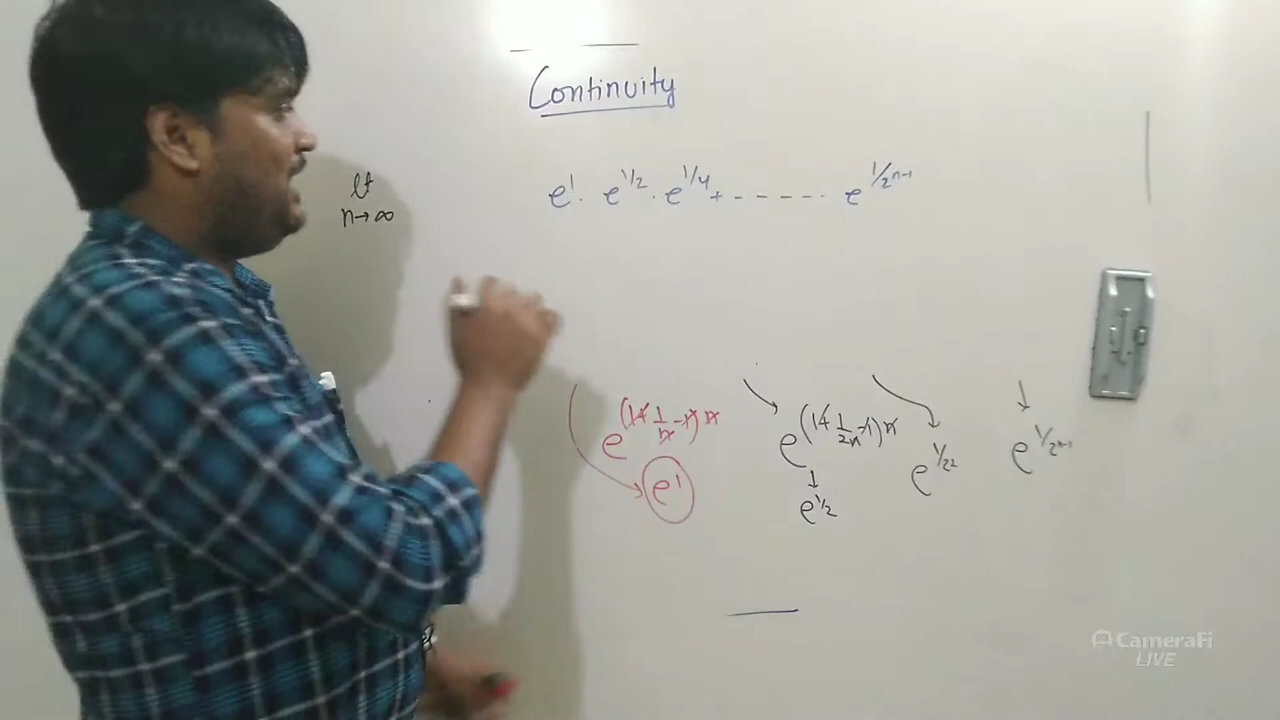 Continuity
lt
n→∞
e¹. e^1/2 . e^1/4 + - - - - - .. e^1/2^n-1
e^(1+1/n-1)n e^(1+1/2n-1)n e^1/2² e^1/2^n-1
e¹ e^1/2
CameraFi
LIVE